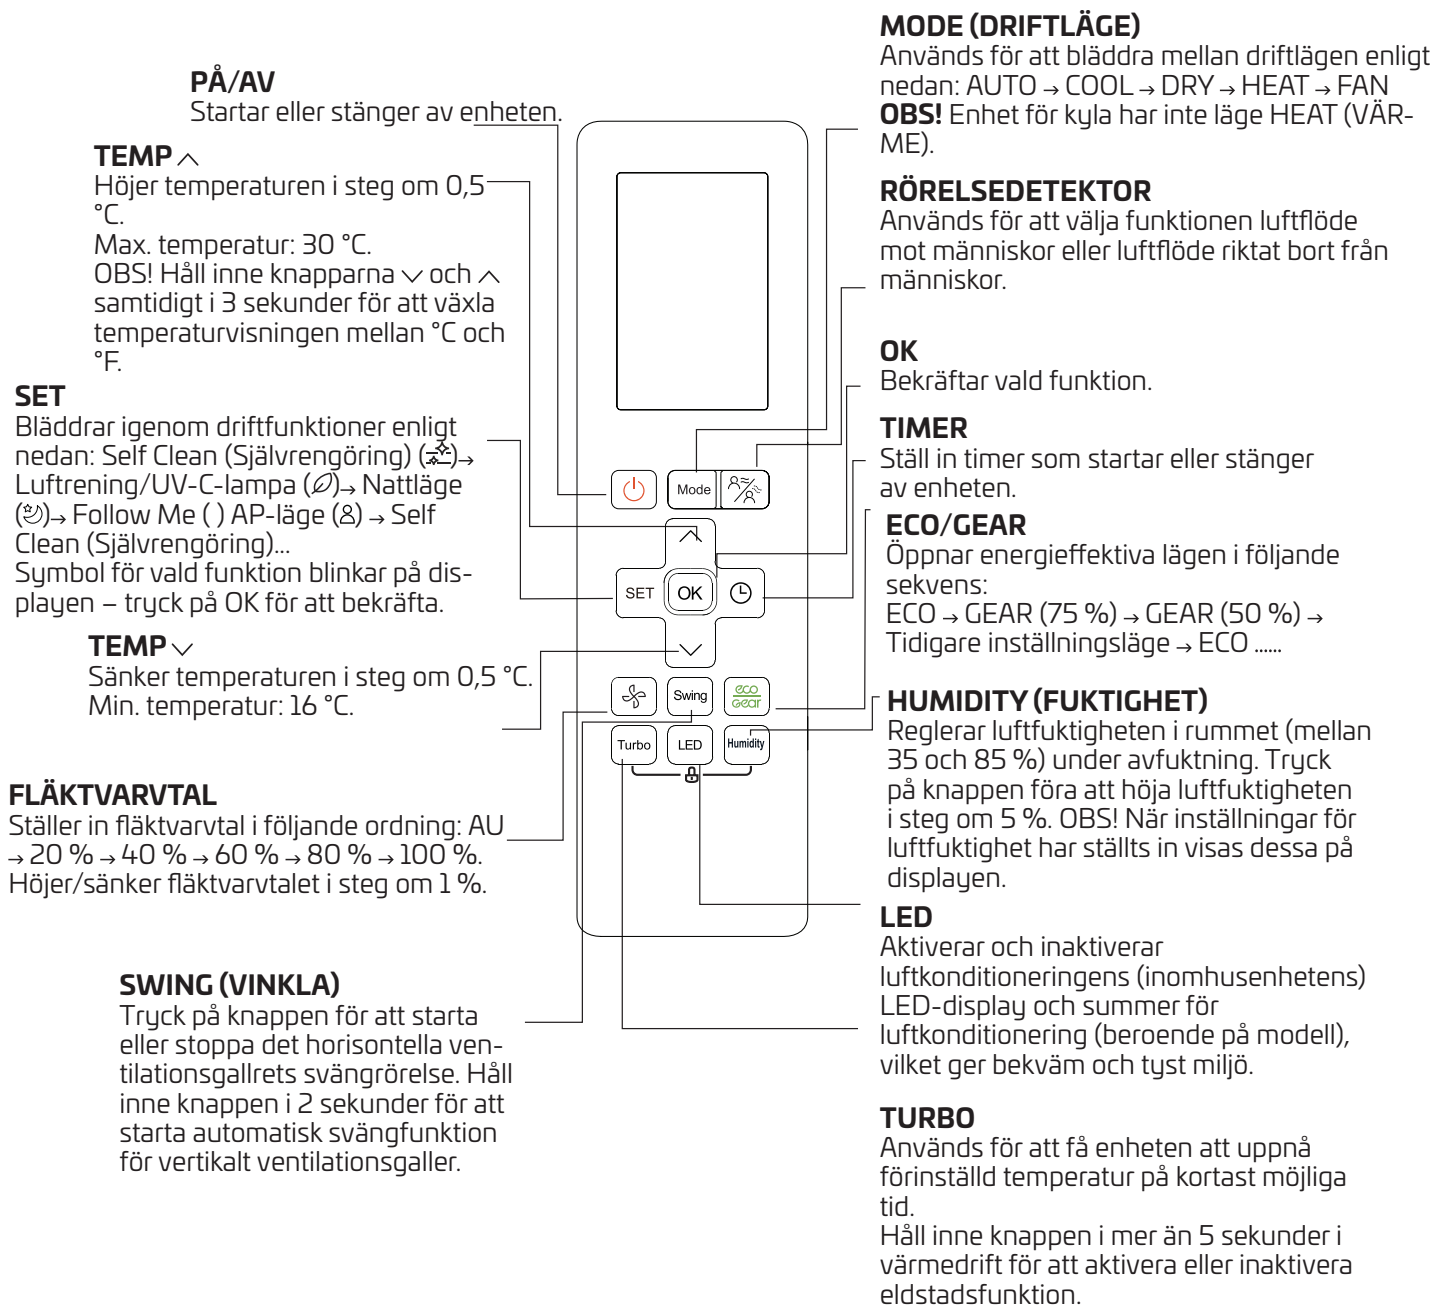 PÅ/AV
Startar eller stänger av enheten.
TEMP ︿
Höjer temperaturen i steg om 0,5
°C.
Max. temperatur: 30 °C.
OBS! Håll inne knapparna ﹀ och ︿
samtidigt i 3 sekunder för att växla
temperaturvisningen mellan °C och
°F.
SET
Bläddrar igenom driftfunktioner enligt
nedan: Self Clean (Självrengöring) ( )→
Luftrening/UV-C-lampa ( )→ Nattläge
( )→ Follow Me ( ) AP-läge ( ) → Self
Clean (Självrengöring)...
Symbol för vald funktion blinkar på dis-
playen – tryck på OK för att bekräfta.
TEMP ﹀
Sänker temperaturen i steg om 0,5 °C.
Min. temperatur: 16 °C.
FLÄKTVARVTAL
Ställer in fläktvarvtal i följande ordning: AU
→ 20 % → 40 % → 60 % → 80 % → 100 %.
Höjer/sänker fläktvarvtalet i steg om 1 %.
SWING (VINKLA)
Tryck på knappen för att starta
eller stoppa det horisontella ven-
tilationsgallrets svängrörelse. Håll
inne knappen i 2 sekunder för att
starta automatisk svängfunktion
för vertikalt ventilationsgaller.
Mode
SET
OK
Swing
eco
Gear
Turbo
LED
Humidity
MODE (DRIFTLÄGE)
Används för att bläddra mellan driftlägen enligt
nedan: AUTO → COOL → DRY → HEAT → FAN
OBS! Enhet för kyla har inte läge HEAT (VÄR-
ME).
RÖRELSEDETEKTOR
Används för att välja funktionen luftflöde
mot människor eller luftflöde riktat bort från
människor.
OK
Bekräftar vald funktion.
TIMER
Ställ in timer som startar eller stänger
av enheten.
ECO/GEAR
Öppnar energieffektiva lägen i följande
sekvens:
ECO → GEAR (75 %) → GEAR (50 %) →
Tidigare inställningsläge → ECO ......
HUMIDITY (FUKTIGHET)
Reglerar luftfuktigheten i rummet (mellan
35 och 85 %) under avfuktning. Tryck
på knappen föra att höja luftfuktigheten
i steg om 5 %. OBS! När inställningar för
luftfuktighet har ställts in visas dessa på
displayen.
LED
Aktiverar och inaktiverar
luftkonditioneringens (inomhusenhetens)
LED-display och summer för
luftkonditionering (beroende på modell),
vilket ger bekväm och tyst miljö.
TURBO
Används för att få enheten att uppnå
förinställd temperatur på kortast möjliga
tid.
Håll inne knappen i mer än 5 sekunder i
värmedrift för att aktivera eller inaktivera
eldstadsfunktion.